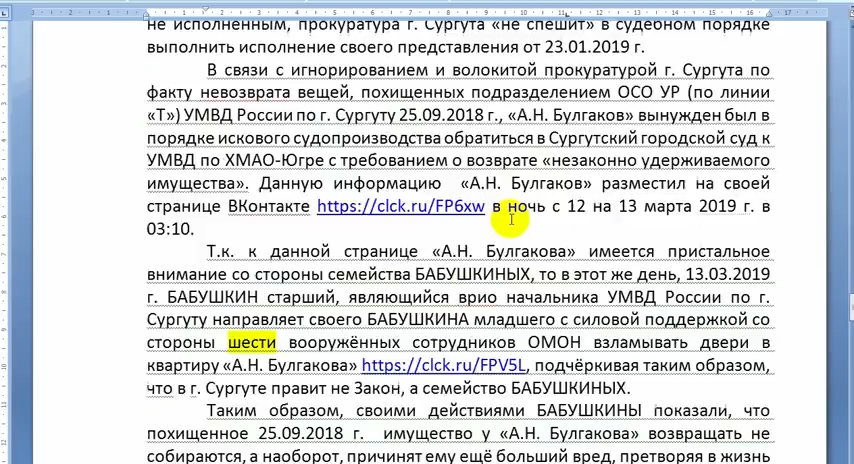 не исполненным, прокуратура г. Сургута «не спешит» в судебном порядке
выполнить исполнение своего представления от 23.01.2019 г.
В связи с игнорированием и волокитой прокуратурой г. Сургута по
факту невозврата вещей, похищенных подразделением ОСО УР (по линии
«Т») УМВД России по г. Сургуту 25.09.2018 г., «А.Н. Булгаков» вынужден был в
порядке искового судопроизводства обратиться в Сургутский городской суд к
УМВД по ХМАО-Югре с требованием о возврате «незаконно удерживаемого
имущества». Данную информацию «А.Н. Булгаков» разместил на своей
странице ВКонтакте https://clck.ru/FP6xw в ночь с 12 на 13 марта 2019 г. в
03:10.
Т.к. к данной странице «А.Н. Булгакова» имеется пристальное
внимание со стороны семейства БАБУШКИНЫХ, то в этот же день, 13.03.2019
г. БАБУШКИН старший, являющийся врио начальника УМВД России по г.
Сургуту направляет своего БАБУШКИНА младшего с силовой поддержкой со
стороны шести вооружённых сотрудников ОМОН взламывать двери в
квартиру «А.Н. Булгакова» https://clck.ru/FPV5L, подчёркивая таким образом,
что в г. Сургуте правит не Закон, а семейство БАБУШКИНЫХ.
Таким образом, своими действиями БАБУШКИНЫ показали, что
похищенное 25.09.2018 г. имущество у «А.Н. Булгакова» возвращать не
собираются, а наоборот, причинят ему ещё больший вред, претворяя в жизнь